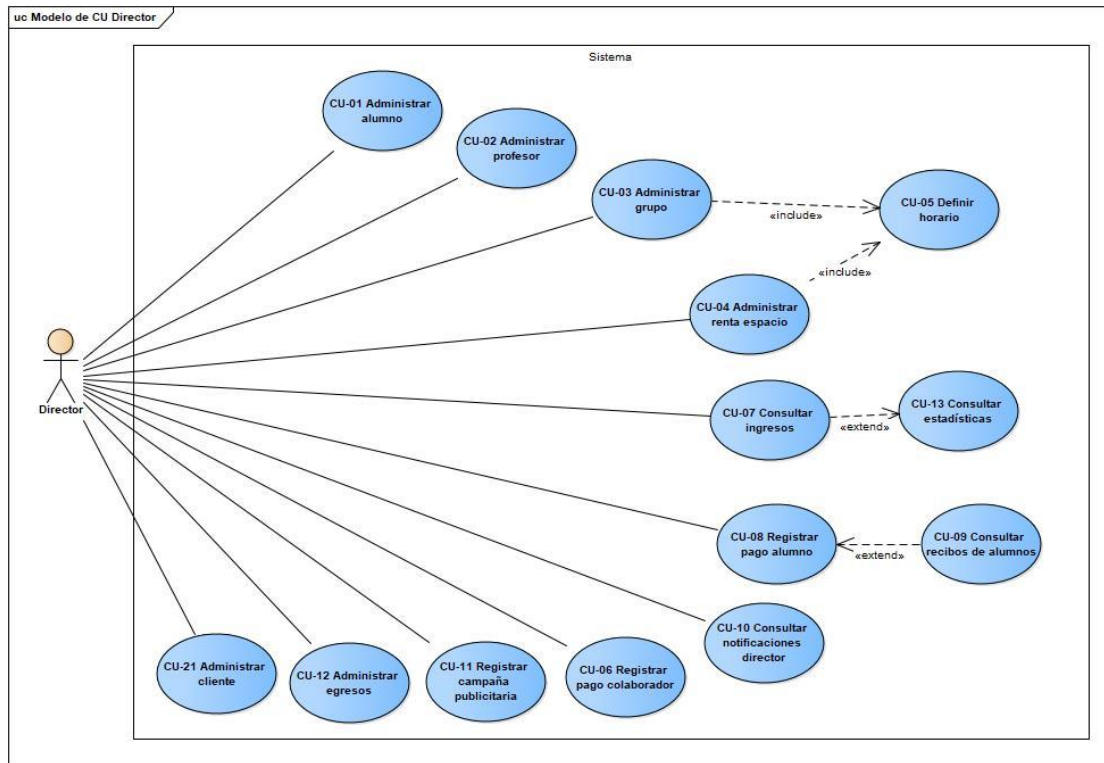 uc Modelo de CU Director
Sistema
CU-01 Administrar
alumno
CU-02 Administrar
profesor
CU-03 Administrar
grupo
«include»
CU-05 Definir
horario
«include»
CU-04 Administrar
renta espacio
Director
CU-07 Consultar
ingresos
«extend»
CU-13 Consultar
estadísticas
CU-08 Registrar
pago alumno
«extend»
CU-09 Consultar
recibos de alumnos
CU-10 Consultar
notificaciones
director
CU-21 Administrar
cliente
CU-12 Administrar
egresos
CU-11 Registrar
campaña
publicitaria
CU-06 Registrar
pago colaborador